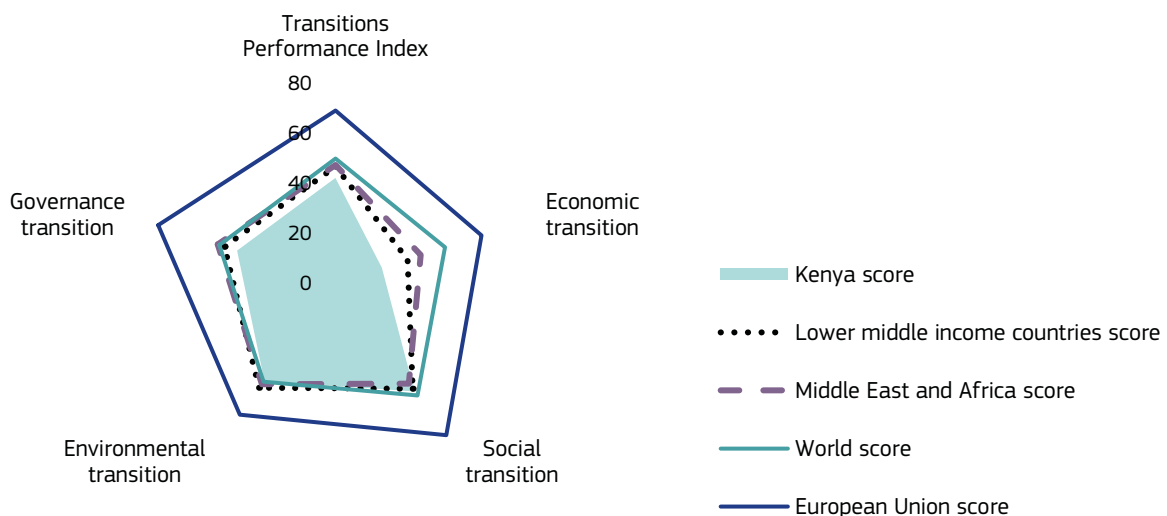 Transitions
Performance Index
80
60
40
20
0
Governance
transition
Economic
transition
Environmental
transition
Social
transition
Kenya score
Lower middle income countries score
Middle East and Africa score
World score
European Union score